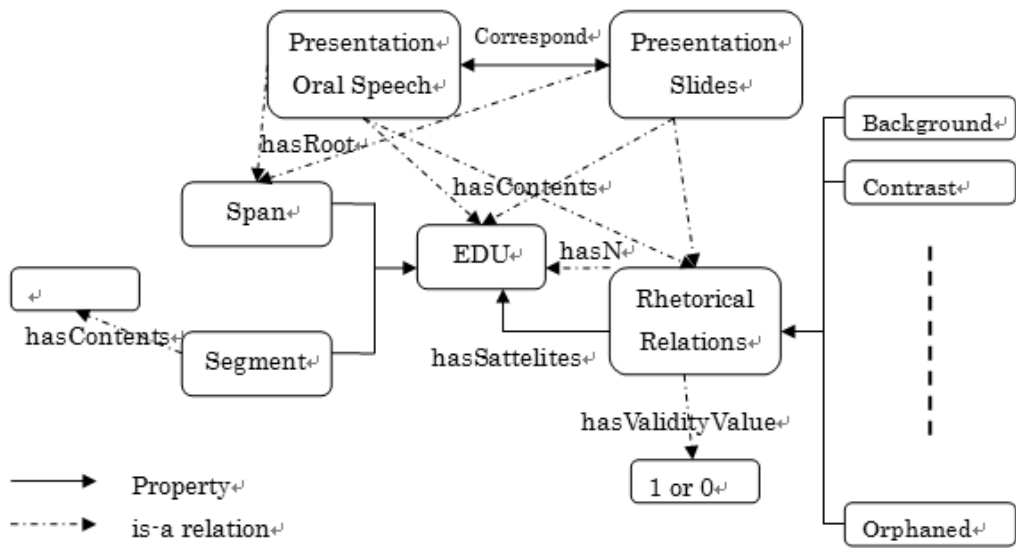 Presentation
Oral Speech
Correspond
Presentation
Slides
Background
hasRoot
Contrast
hasContents
Span
EDU
hasN
Rhetorical
Relations
hasContents
Segment
hasSattelites
hasValidityValue
1 or 0
Property
is-a relation
Orphaned